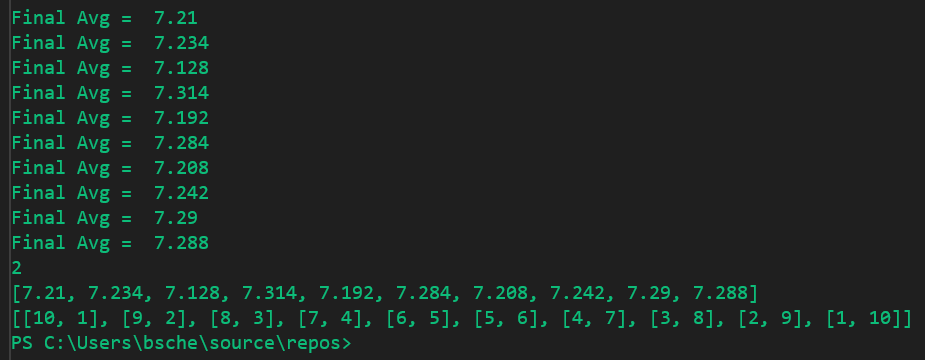 Final Avg =  7.21
Final Avg =  7.234
Final Avg =  7.128
Final Avg =  7.314
Final Avg =  7.192
Final Avg =  7.284
Final Avg =  7.208
Final Avg =  7.242
Final Avg =  7.29
Final Avg =  7.288
2
[7.21, 7.234, 7.128, 7.314, 7.192, 7.284, 7.208, 7.242, 7.29, 7.288]
[[10, 1], [9, 2], [8, 3], [7, 4], [6, 5], [5, 6], [4, 7], [3, 8], [2, 9], [1, 10]]
PS C:\Users\bsche\source\repos>